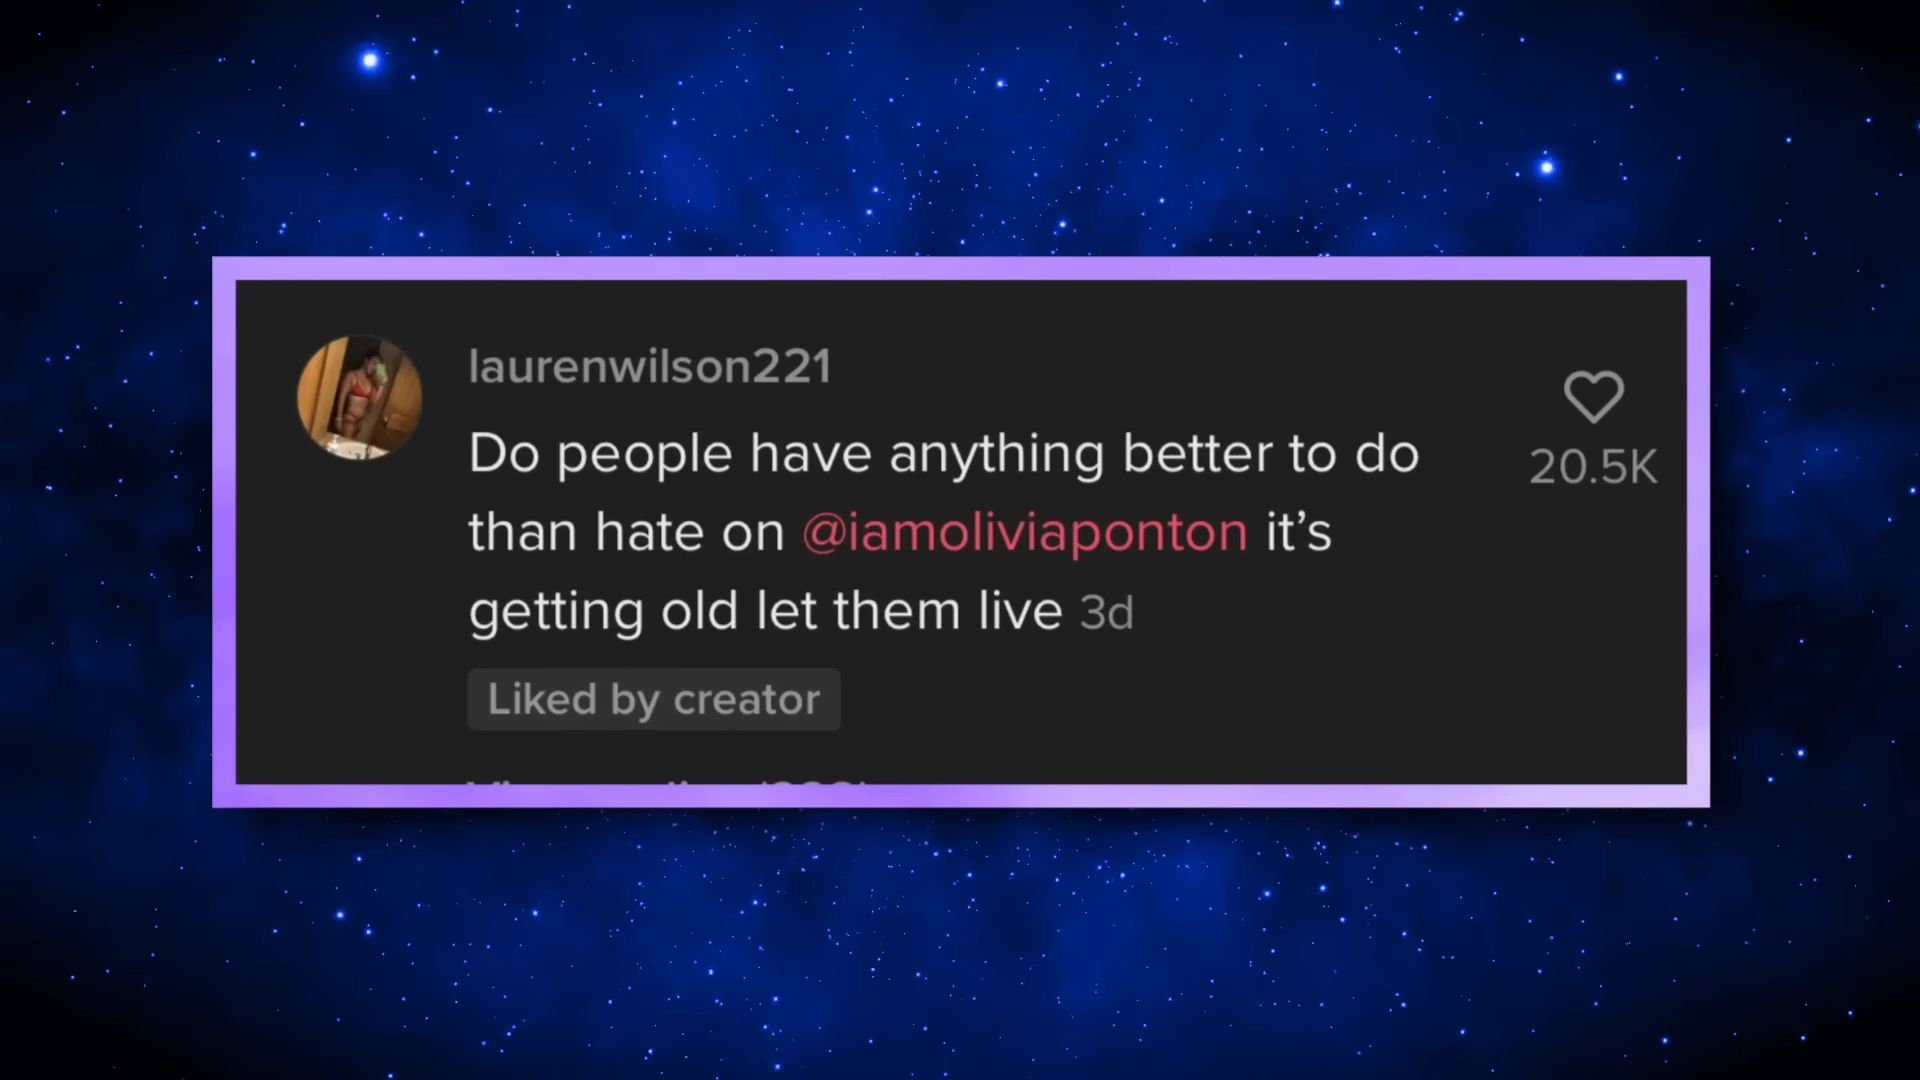 laurenwilson221
Do people have anything better to do
than hate on @iamoliviaponton it’s
getting old let them live 3d
20.5K
Liked by creator